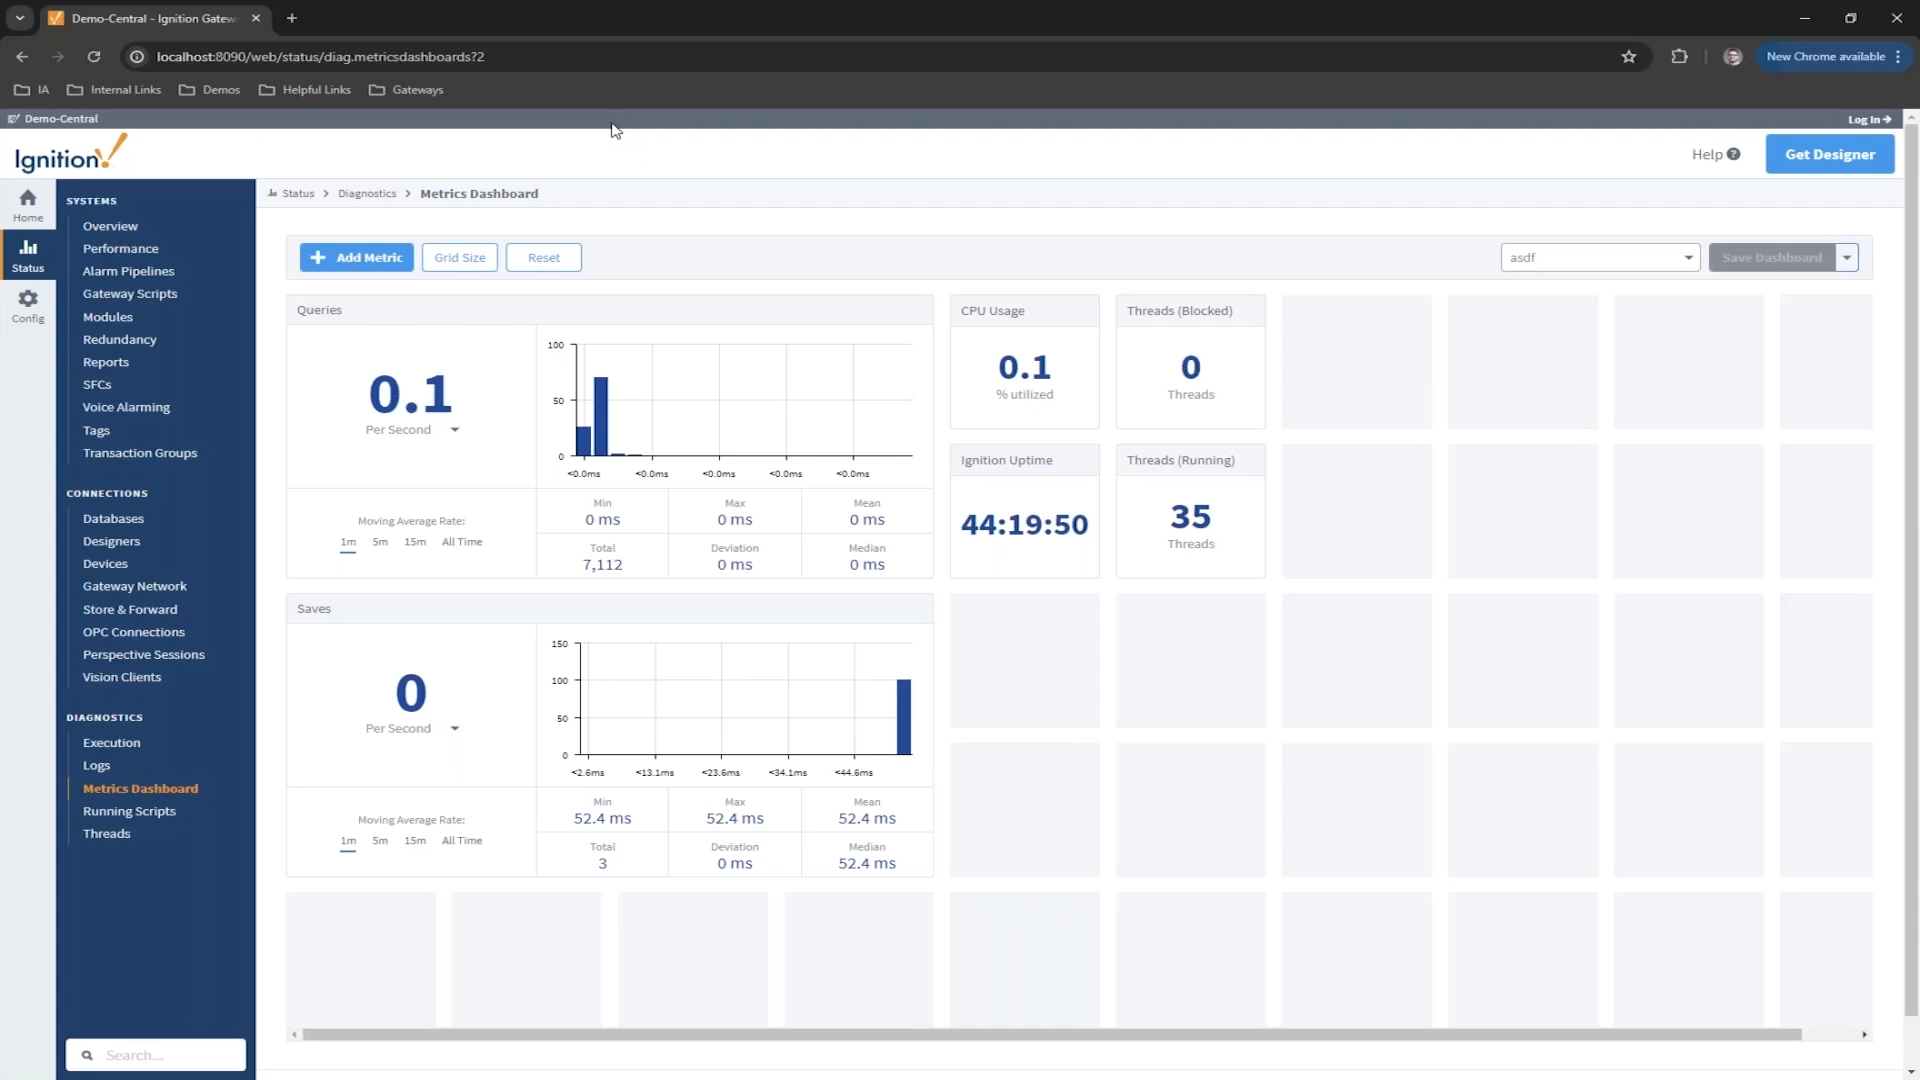 Demo-Central - Ignition Gatew
localhost:8090/web/status/diag.metricsdashboards?2
New Chrome available
IA
Internal Links
Demos
Helpful Links
Gateways
Demo-Central
Log In
Ignition!
Help
Get Designer
Home
Status
Config
SYSTEMS
Overview
Performance
Alarm Pipelines
Gateway Scripts
Modules
Redundancy
Reports
SFCs
Voice Alarming
Tags
Transaction Groups
CONNECTIONS
Databases
Designers
Devices
Gateway Network
Store & Forward
OPC Connections
Perspective Sessions
Vision Clients
DIAGNOSTICS
Execution
Logs
Metrics Dashboard
Running Scripts
Threads
Search...
Status > Diagnostics > Metrics Dashboard
+ Add Metric
Grid Size
Reset
asdf
Save Dashboard
Queries
0.1
Per Second
100
50
0
<0.0ms <0.0ms <0.0ms <0.0ms <0.0ms
Moving Average Rate:
1m 5m 15m All Time
Min
0 ms
Max
0 ms
Mean
0 ms
Total
7,112
Deviation
0 ms
Median
0 ms
CPU Usage
0.1
% utilized
Threads (Blocked)
0
Threads
Ignition Uptime
44:19:50
Threads (Running)
35
Threads
Saves
0
Per Second
150
100
50
0
<2.6ms <13.1ms <23.6ms <34.1ms <44.6ms
Moving Average Rate:
1m 5m 15m All Time
Min
52.4 ms
Max
52.4 ms
Mean
52.4 ms
Total
3
Deviation
0 ms
Median
52.4 ms